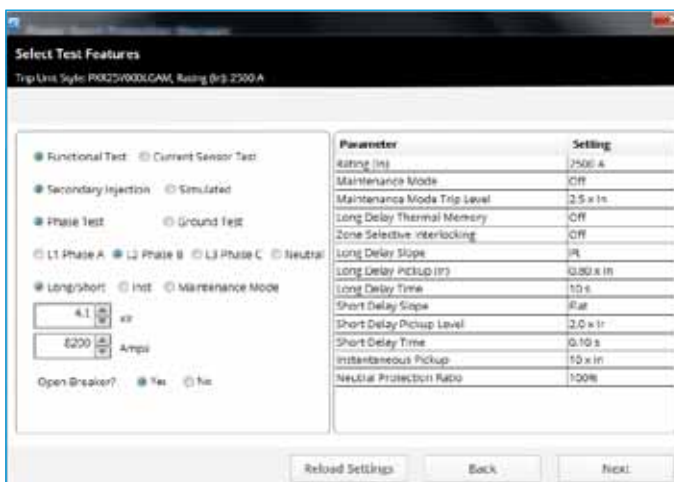 Select Test Features
Trip Unit Style: PXR25V000LGAM, Rating (In): 2500 A
Functional Test Current Sensor Test
Secondary Injection Simulated
Phase Test Ground Test
L1 Phase A L2 Phase B L3 Phase C Neutral
Long/Short Inst Maintenance Mode
4.1 xIr
8200 Amps
Open Breaker? Yes No
Parameter Setting
Rating (In) 2500 A
Maintenance Mode Off
Maintenance Mode Trip Level 2.5 x In
Long Delay Thermal Memory Off
Zone Selective Interlocking Off
Long Delay Slope
Long Delay Pickup (Ir) 0.80 x In
Long Delay Time 10 s
Short Delay Slope Flat
Short Delay Pickup Level 2.0 x Ir
Short Delay Time 0.10 s
Instantaneous Pickup 10 x In
Neutral Protection Ratio 100%
Reload Settings Back Next